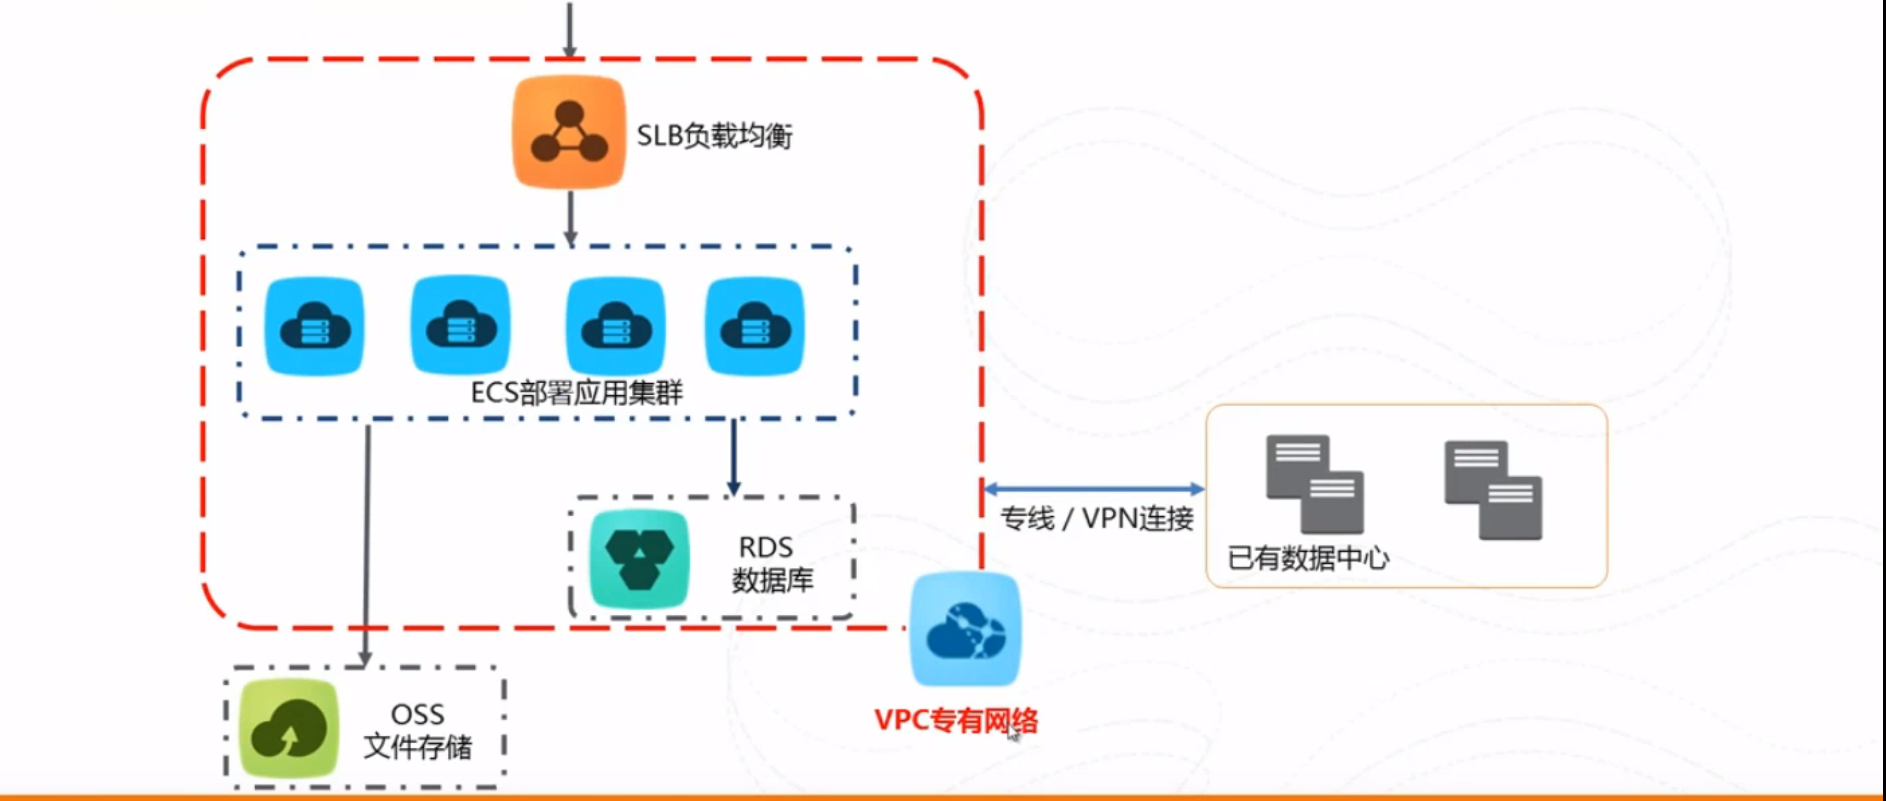 SLB负载均衡
ECS部署应用集群
RDS
数据库
专线 / VPN连接
已有数据中心
OSS
文件存储
VPC专有网络